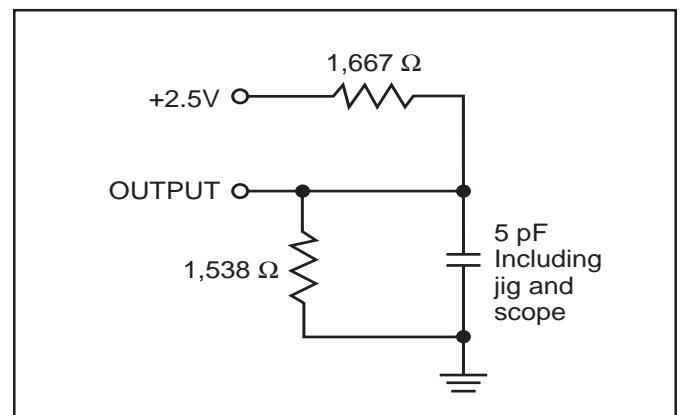 1,667 Ω
+2.5V
OUTPUT
1,538 Ω
5 pF
Including
jig and
scope